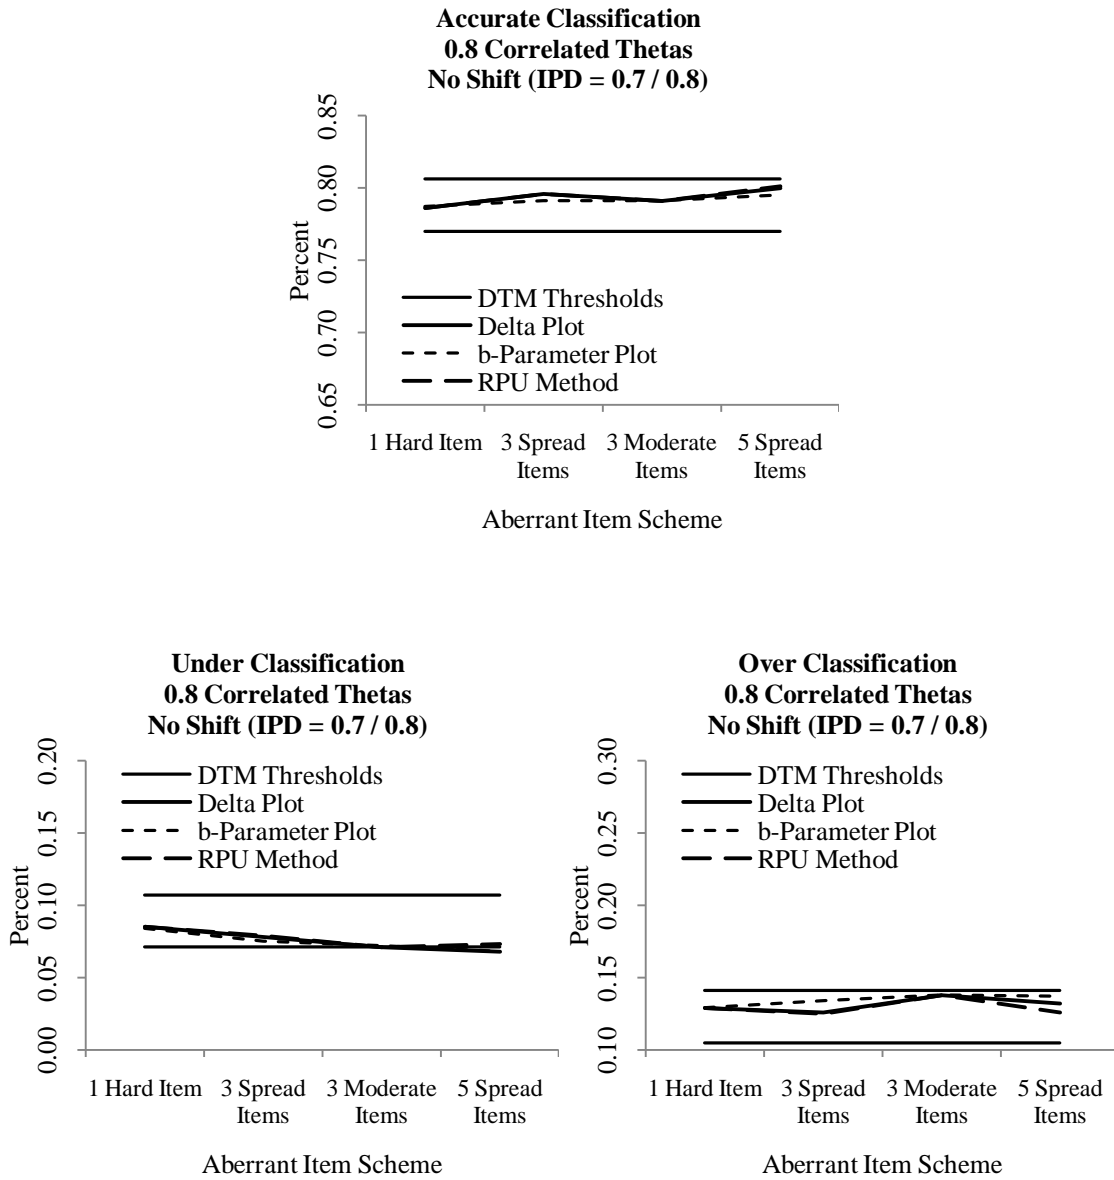 Accurate Classification
0.8 Correlated Thetas
No Shift (IPD = 0.7 / 0.8)
0.85
0.80
0.75
0.70
0.65
Percent
DTM Thresholds
Delta Plot
b-Parameter Plot
RPU Method
1 Hard Item 3 Spread 3 Moderate 5 Spread
Items Items Items
Aberrant Item Scheme
Under Classification
0.8 Correlated Thetas
No Shift (IPD = 0.7 / 0.8)
0.20
0.15
0.10
0.05
0.00
Percent
DTM Thresholds
Delta Plot
b-Parameter Plot
RPU Method
1 Hard Item 3 Spread 3 Moderate 5 Spread
Items Items Items
Aberrant Item Scheme
Over Classification
0.8 Correlated Thetas
No Shift (IPD = 0.7 / 0.8)
0.30
0.25
0.20
0.15
0.10
Percent
DTM Thresholds
Delta Plot
b-Parameter Plot
RPU Method
1 Hard Item 3 Spread 3 Moderate 5 Spread
Items Items Items
Aberrant Item Scheme